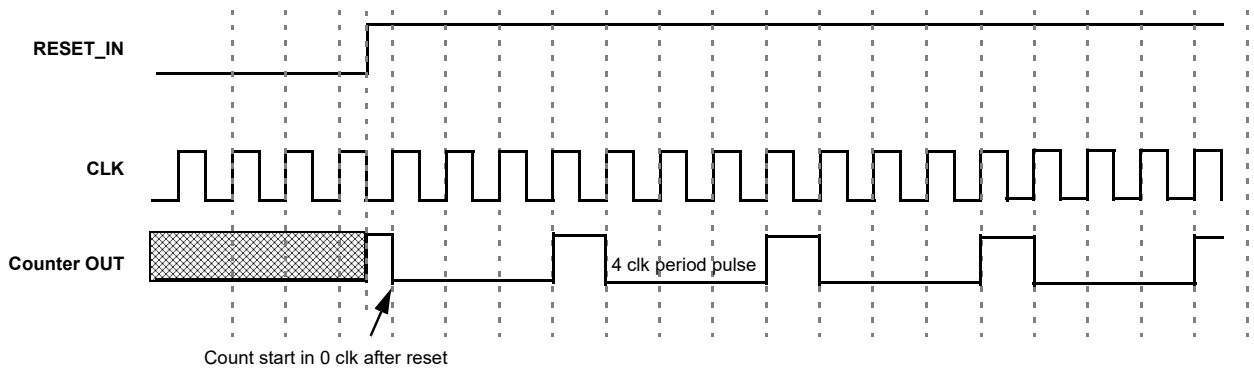 RESET_IN
CLK
Counter OUT
4 clk period pulse
Count start in 0 clk after reset